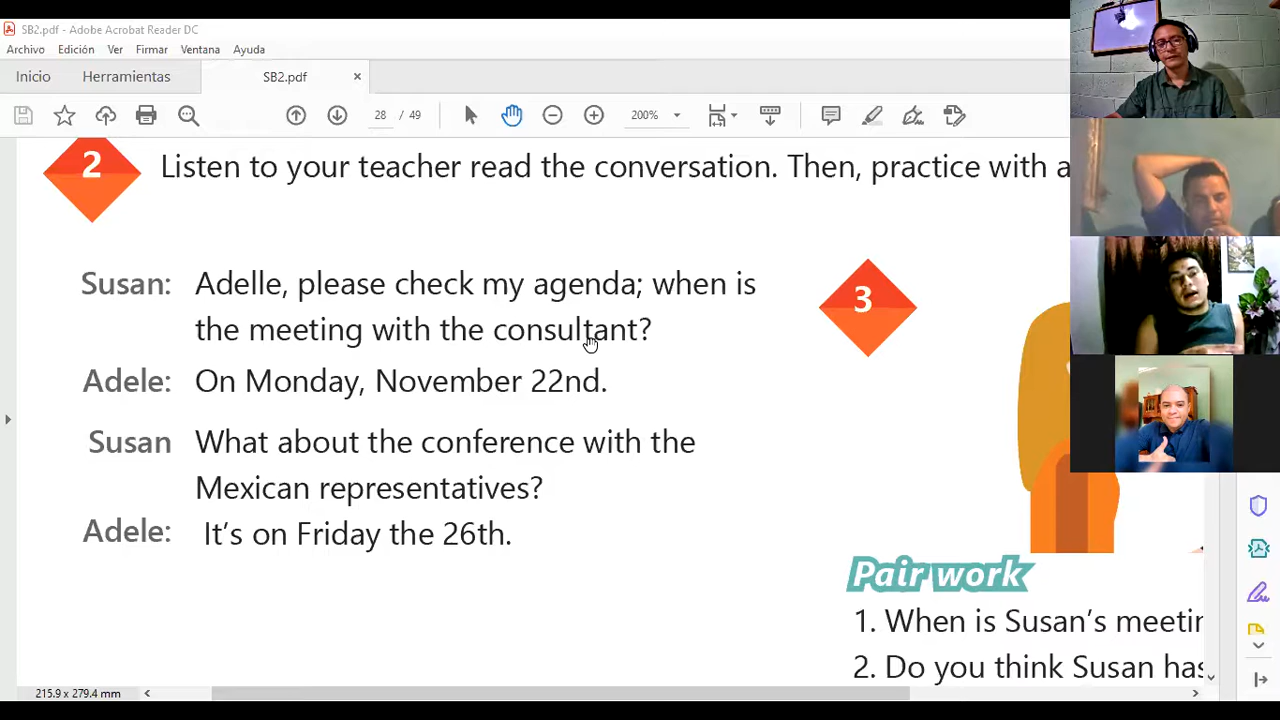 SB2.pdf - Adobe Acrobat Reader DC
Archivo Edición Ver Firmar Ventana Ayuda
Inicio Herramientas SB2.pdf ×
28 / 49 200%
2 Listen to your teacher read the conversation. Then, practice with a
Susan: Adelle, please check my agenda; when is
the meeting with the consultant?
3
Adele: On Monday, November 22nd.
Susan What about the conference with the
Mexican representatives?
Adele: It's on Friday the 26th.
Pair work
1. When is Susan's meetin
2. Do you think Susan has
215.9 x 279.4 mm